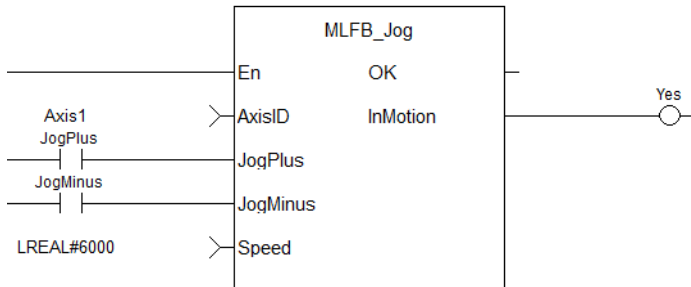 MLFB_Jog
En OK
Yes
Axis1
AxisID InMotion
JogPlus
JogPlus
JogMinus
JogMinus
LREAL#6000 Speed